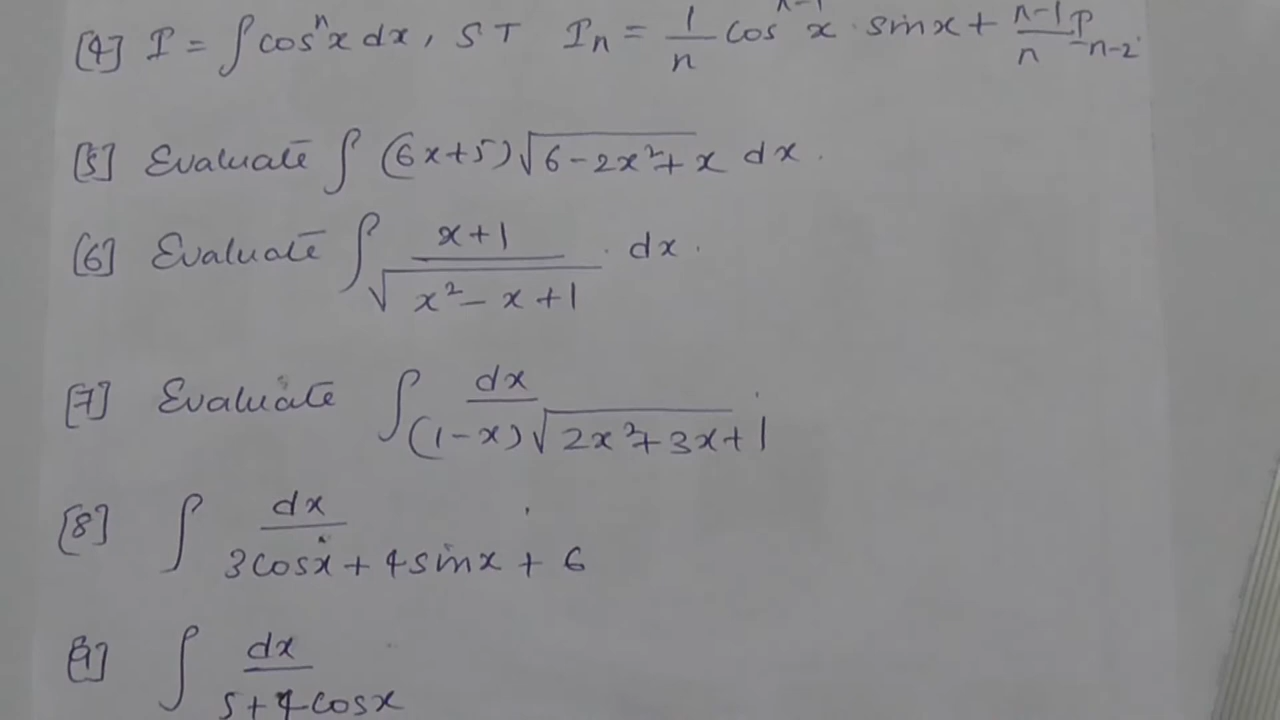 [4] I = ∫ cosⁿx dx, S T Iₙ = 1/n cosⁿ⁻¹x · sinx + n-1/n Iₙ₋₂
[5] Evaluate ∫ (6x+5)√(6-2x²+x) dx.
[6] Evaluate ∫ x+1/√(x²-x+1) · dx.
[7] Evaluate ∫ dx/(1-x)√(2x²+3x+1)
[8] ∫ dx/3cosx + 4sinx + 6
[9] ∫ dx/5+4cosx